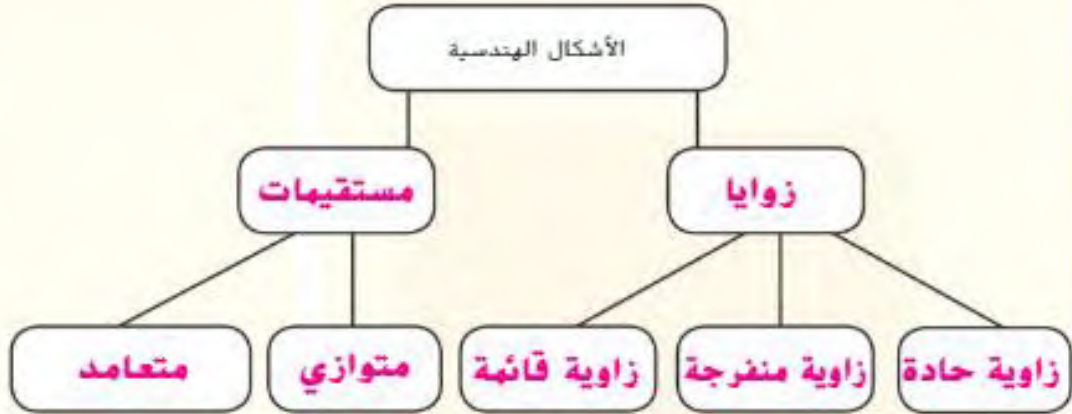 الأشكال الهندسية
زوايا
مستقيمات
زاوية حادة
زاوية منفرجة
زاوية قائمة
متوازي
متعامد